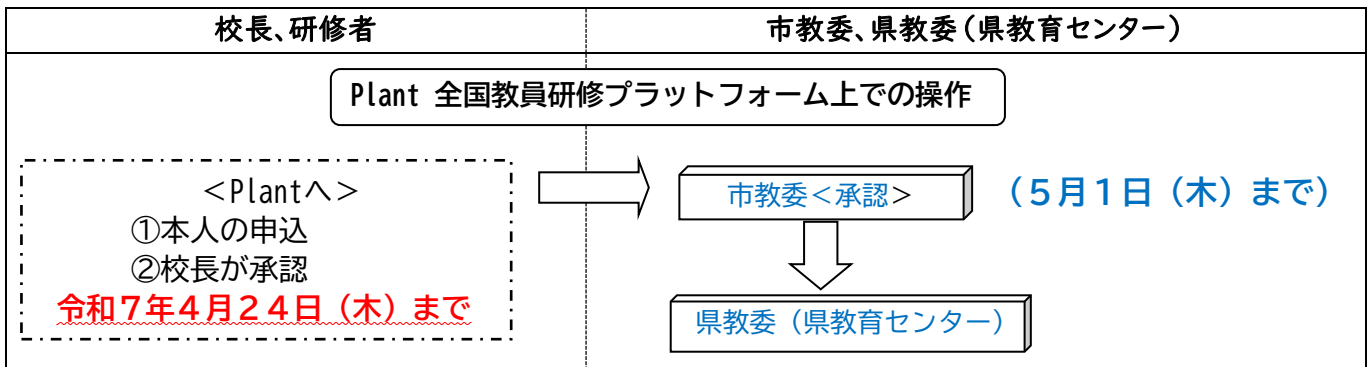 校長、研修者
市教委、県教委（県教育センター）
Plant 全国教員研修プラットフォーム上での操作
＜Plantへ＞
①本人の申込
②校長が承認
令和７年４月２４日（木）まで
市教委＜承認>
（５月１日（木）まで）
県教委（県教育センター）